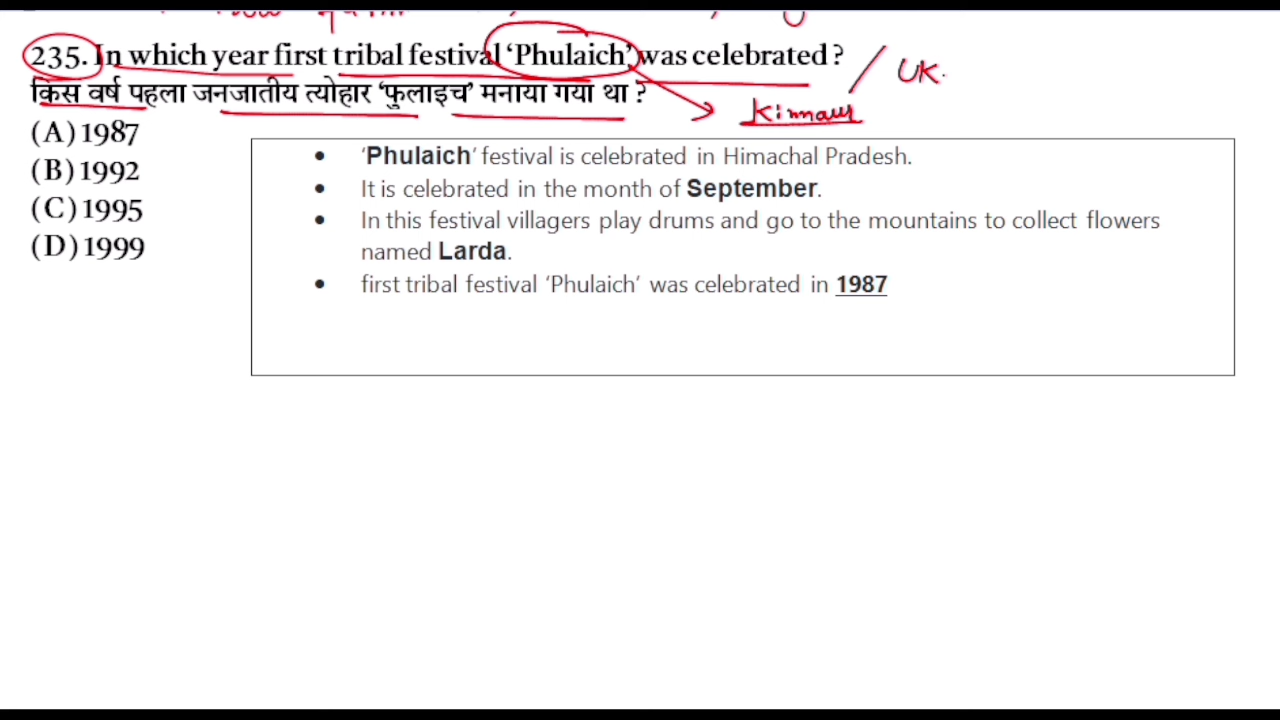 235. In which year first tribal festival ‘Phulaich’ was celebrated ? / UK.
किस वर्ष पहला जनजातीय त्योहार ‘फुलाइच’ मनाया गया था ?
Kinnaur
(A) 1987
(B) 1992
(C) 1995
(D) 1999
• ‘Phulaich’ festival is celebrated in Himachal Pradesh.
• It is celebrated in the month of September.
• In this festival villagers play drums and go to the mountains to collect flowers
named Larda.
• first tribal festival ‘Phulaich’ was celebrated in 1987